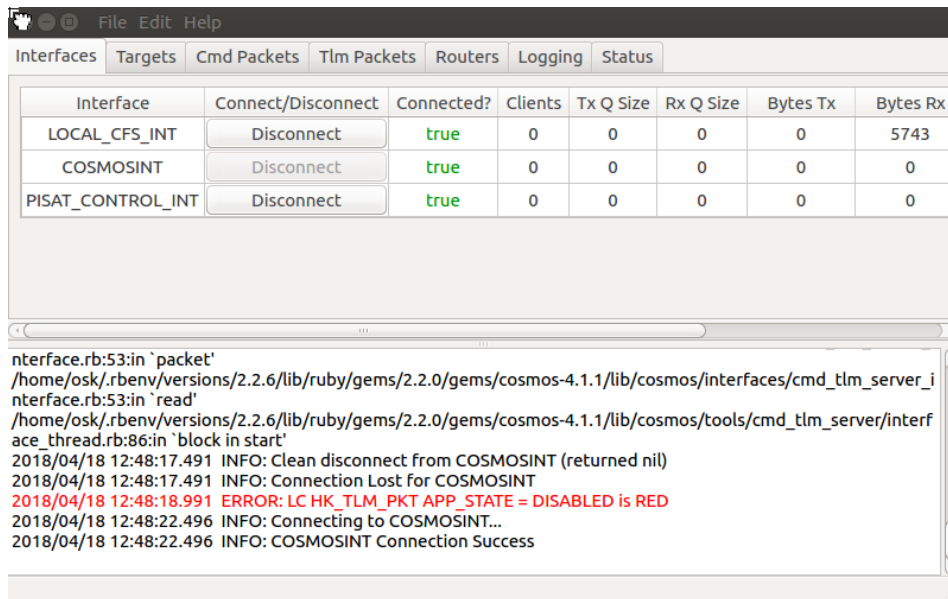 File Edit Help
Interfaces Targets Cmd Packets Tlm Packets Routers Logging Status
Interface Connect/Disconnect Connected? Clients Tx Q Size Rx Q Size Bytes Tx Bytes Rx
LOCAL_CFS_INT Disconnect true 0 0 0 0 5743
COSMOSINT Disconnect true 0 0 0 0 0
PISAT_CONTROL_INT Disconnect true 0 0 0 0 0
nterface.rb:53:in `packet'
/home/osk/.rbenv/versions/2.2.6/lib/ruby/gems/2.2.0/gems/cosmos-4.1.1/lib/cosmos/interfaces/cmd_tlm_server_i
nterface.rb:53:in `read'
/home/osk/.rbenv/versions/2.2.6/lib/ruby/gems/2.2.0/gems/cosmos-4.1.1/lib/cosmos/tools/cmd_tlm_server/interf
ace_thread.rb:86:in `block in start'
2018/04/18 12:48:17.491 INFO: Clean disconnect from COSMOSINT (returned nil)
2018/04/18 12:48:17.491 INFO: Connection Lost for COSMOSINT
2018/04/18 12:48:18.991 ERROR: LC HK_TLM_PKT APP_STATE = DISABLED is RED
2018/04/18 12:48:22.496 INFO: Connecting to COSMOSINT...
2018/04/18 12:48:22.496 INFO: COSMOSINT Connection Success